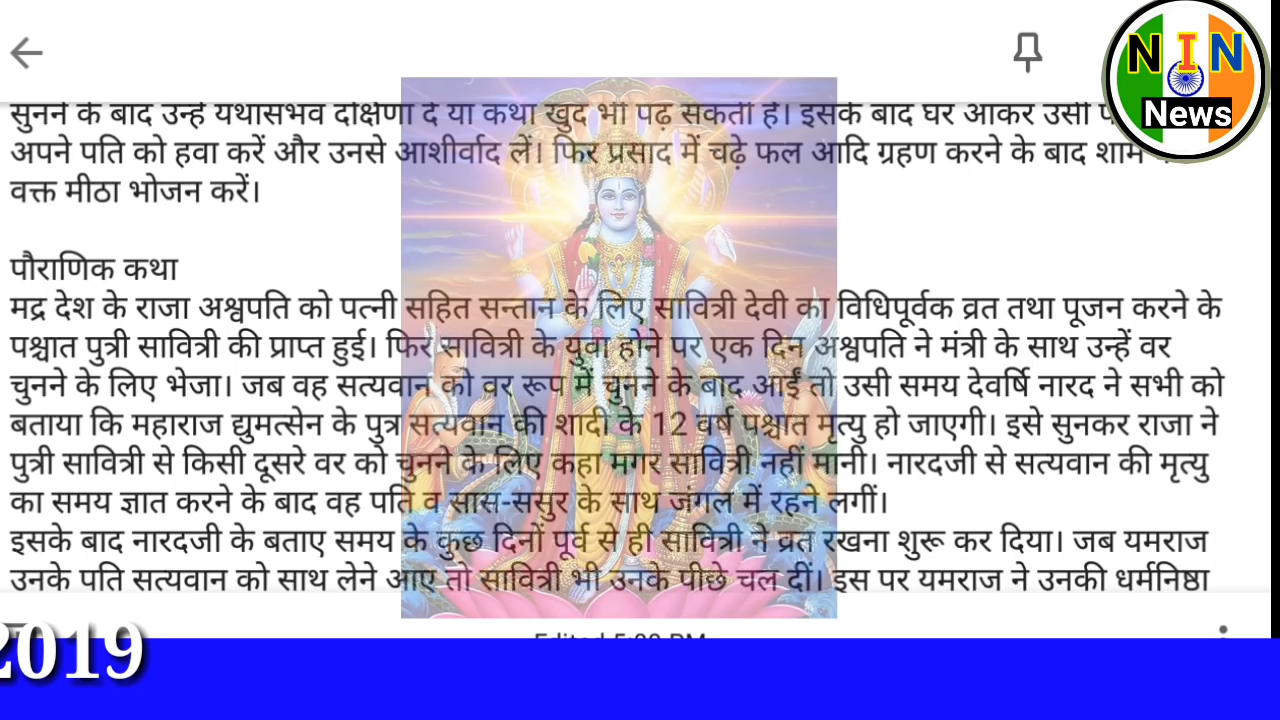 NIN
News
सुनने के बाद उन्हें यथासंभव दक्षिणा दें या कथा खुद भी पढ़ सकती हैं। इसके बाद घर आकर उसी
अपने पति को हवा करें और उनसे आशीर्वाद लें। फिर प्रसाद में चढ़े फल आदि ग्रहण करने के बाद शाम
वक्त मीठा भोजन करें।
पौराणिक कथा
मद्र देश के राजा अश्वपति को पत्नी सहित सन्तान के लिए सावित्री देवी का विधिपूर्वक व्रत तथा पूजन करने के
पश्चात पुत्री सावित्री की प्राप्त हुई। फिर सावित्री के युवा होने पर एक दिन अश्वपति ने मंत्री के साथ उन्हें वर
चुनने के लिए भेजा। जब वह सत्यवान को वर रूप में चुनने के बाद आईं तो उसी समय देवर्षि नारद ने सभी को
बताया कि महाराज द्युमत्सेन के पुत्र सत्यवान की शादी के 12 वर्ष पश्चात मृत्यु हो जाएगी। इसे सुनकर राजा ने
पुत्री सावित्री से किसी दूसरे वर को चुनने के लिए कहा मगर सावित्री नहीं मानी। नारदजी से सत्यवान की मृत्यु
का समय ज्ञात करने के बाद वह पति व सास-ससुर के साथ जंगल में रहने लगीं।
इसके बाद नारदजी के बताए समय के कुछ दिनों पूर्व से ही सावित्री ने व्रत रखना शुरू कर दिया। जब यमराज
उनके पति सत्यवान को साथ लेने आए तो सावित्री भी उनके पीछे चल दीं। इस पर यमराज ने उनकी धर्मनिष्ठा
Edited 5:00 PM
2019